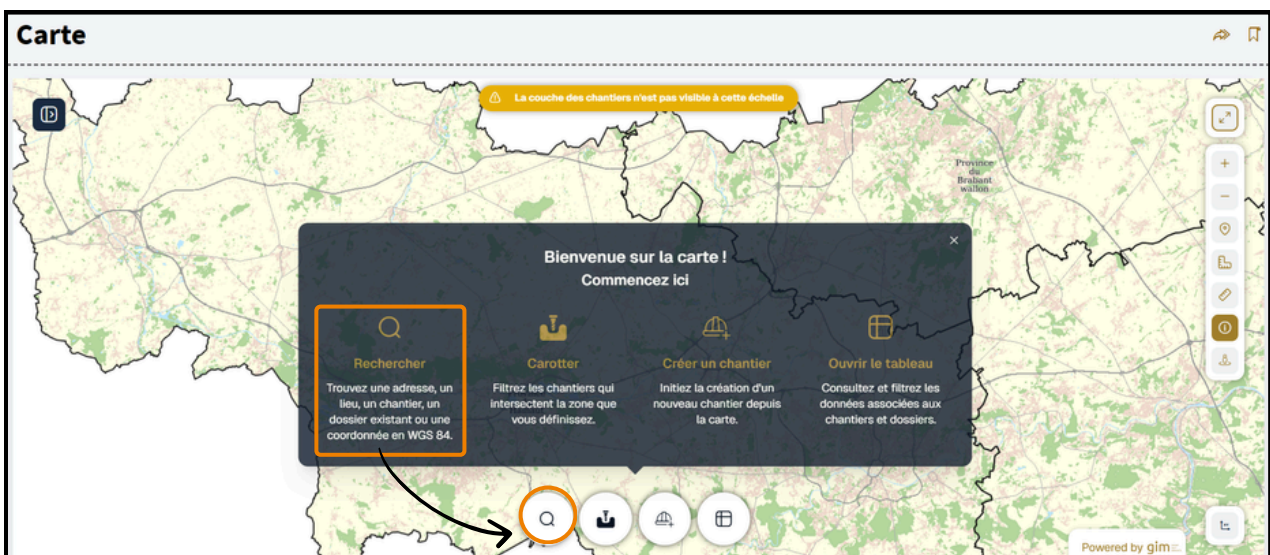 Carte
La couche des chantiers n'est pas visible à cette échelle
Province
du
Brabant
wallon
Bienvenue sur la carte !
Commencez ici
Rechercher
Trouvez une adresse, un
lieu, un chantier, un
dossier existant ou une
coordonnée en WGS 84.
Carotter
Filtrez les chantiers qui
intersectent la zone que
vous définissez.
Créer un chantier
Initiez la création d'un
nouveau chantier depuis
la carte.
Ouvrir le tableau
Consultez et filtrez les
données associées aux
chantiers et dossiers.
Powered by gim